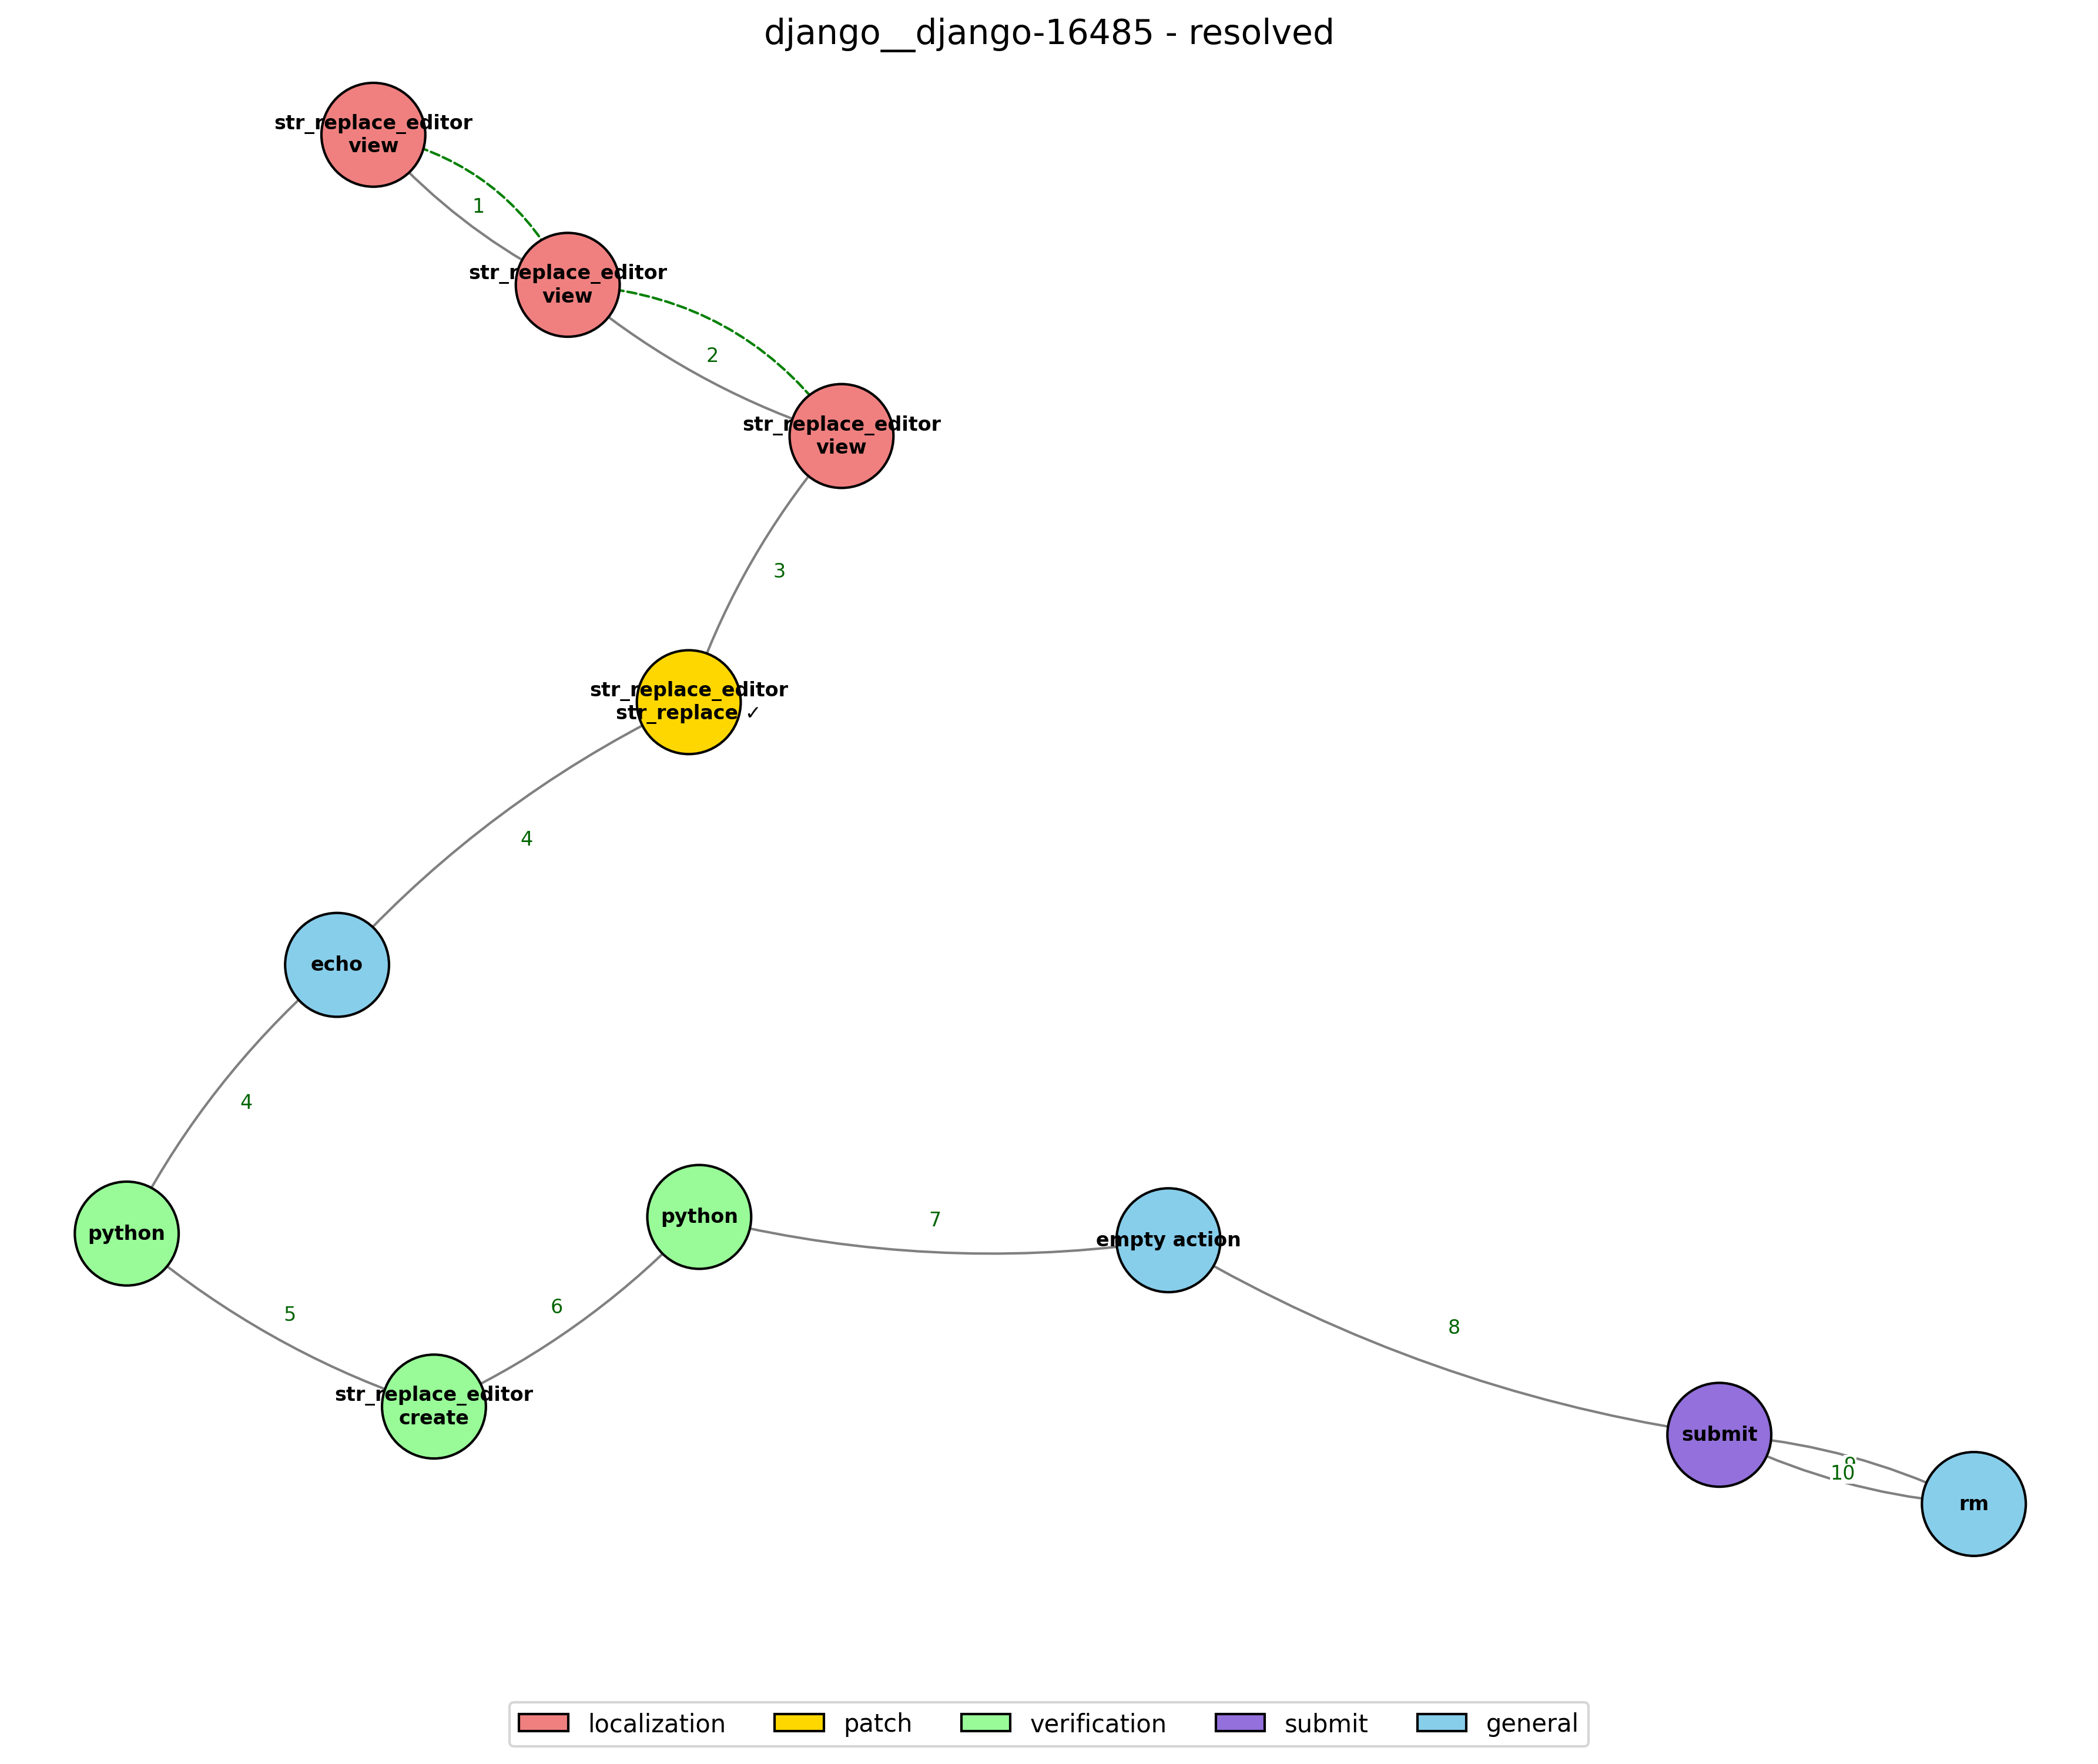 django__django-16485 - resolved
str_replace_editor
view
1
str_replace_editor
view
2
str_replace_editor
view
3
str_replace_editor
str_replace ✓
4
echo
4
python
5
str_replace_editor
create
6
python
7
empty action
8
submit
10
rm
localization
patch
verification
submit
general